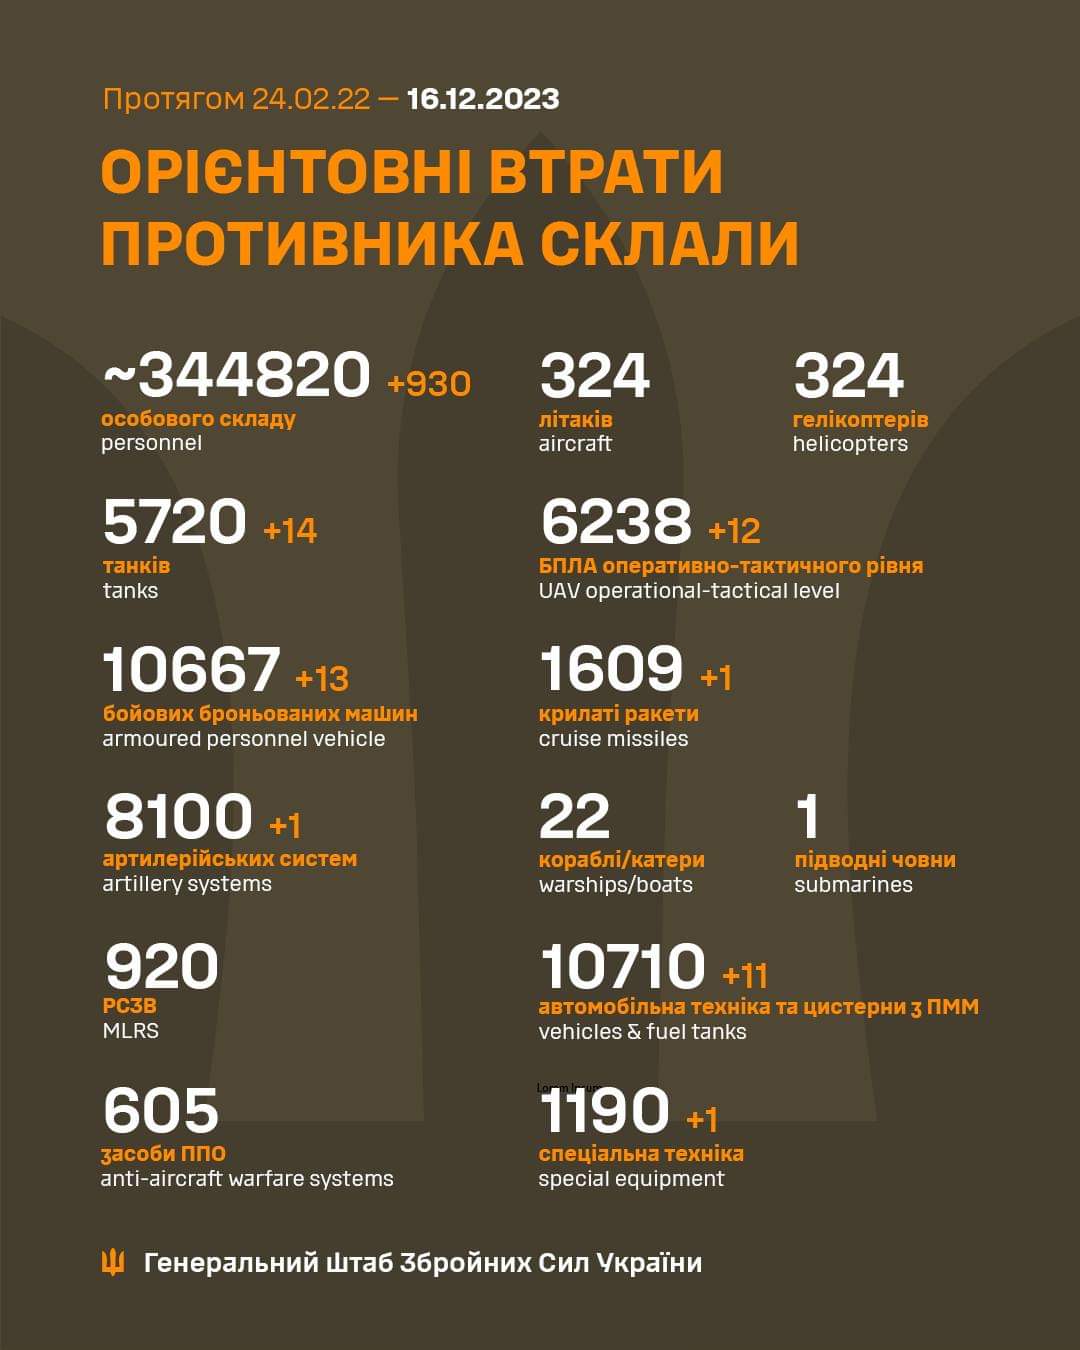 Протягом 24.02.22 — 16.12.2023
ОРІЄНТОВНІ ВТРАТИ
ПРОТИВНИКА СКЛАЛИ
~344820 +930
особового складу
personnel
324
літаків
aircraft
324
гелікоптерів
helicopters
5720 +14
танків
tanks
6238 +12
БПЛА оперативно-тактичного рівня
UAV operational-tactical level
10667 +13
бойових броньованих машин
armoured personnel vehicle
1609 +1
крилаті ракети
cruise missiles
8100 +1
артилерійських систем
artillery systems
22
кораблі/катери
warships/boats
1
підводні човни
submarines
920
РСЗВ
MLRS
10710 +11
автомобільна техніка та цистерни з ПММ
vehicles & fuel tanks
605
засоби ППО
anti-aircraft warfare systems
Lorem Ipsum
1190 +1
спеціальна техніка
special equipment
Генеральний штаб Збройних Сил України